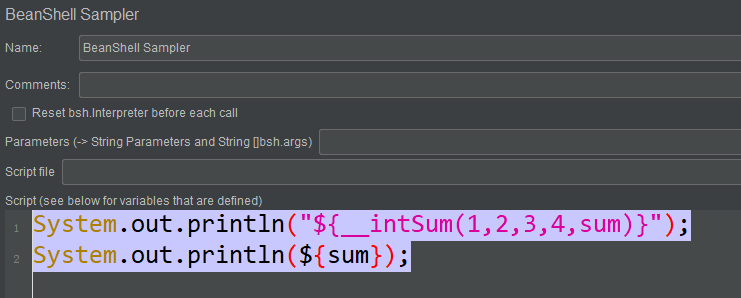 BeanShell Sampler
Name: BeanShell Sampler
Comments:
Reset bsh.Interpreter before each call
Parameters (-> String Parameters and String []bsh.args)
Script file
Script (see below for variables that are defined)
1 System.out.println("${__intSum(1,2,3,4,sum)}");
2 System.out.println(${sum});